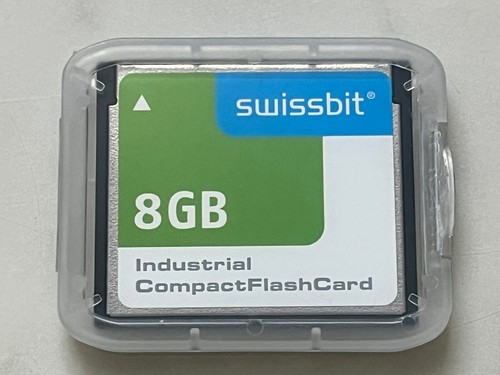 swissbit®
8GB
Industrial
CompactFlashCard